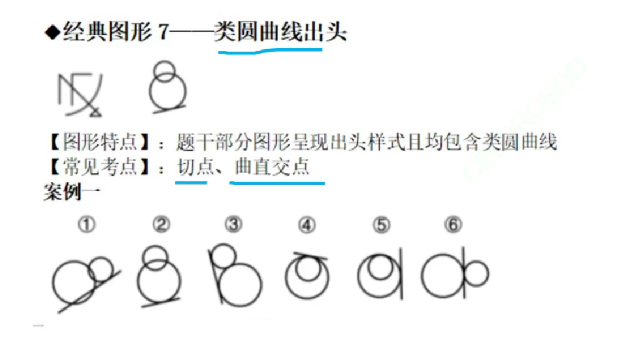 ◆经典图形 7——类圆曲线出头
【图形特点】：题干部分图形呈现出头样式且均包含类圆曲线
【常见考点】：切点、曲直交点
案例一
① ② ③ ④ ⑤ ⑥